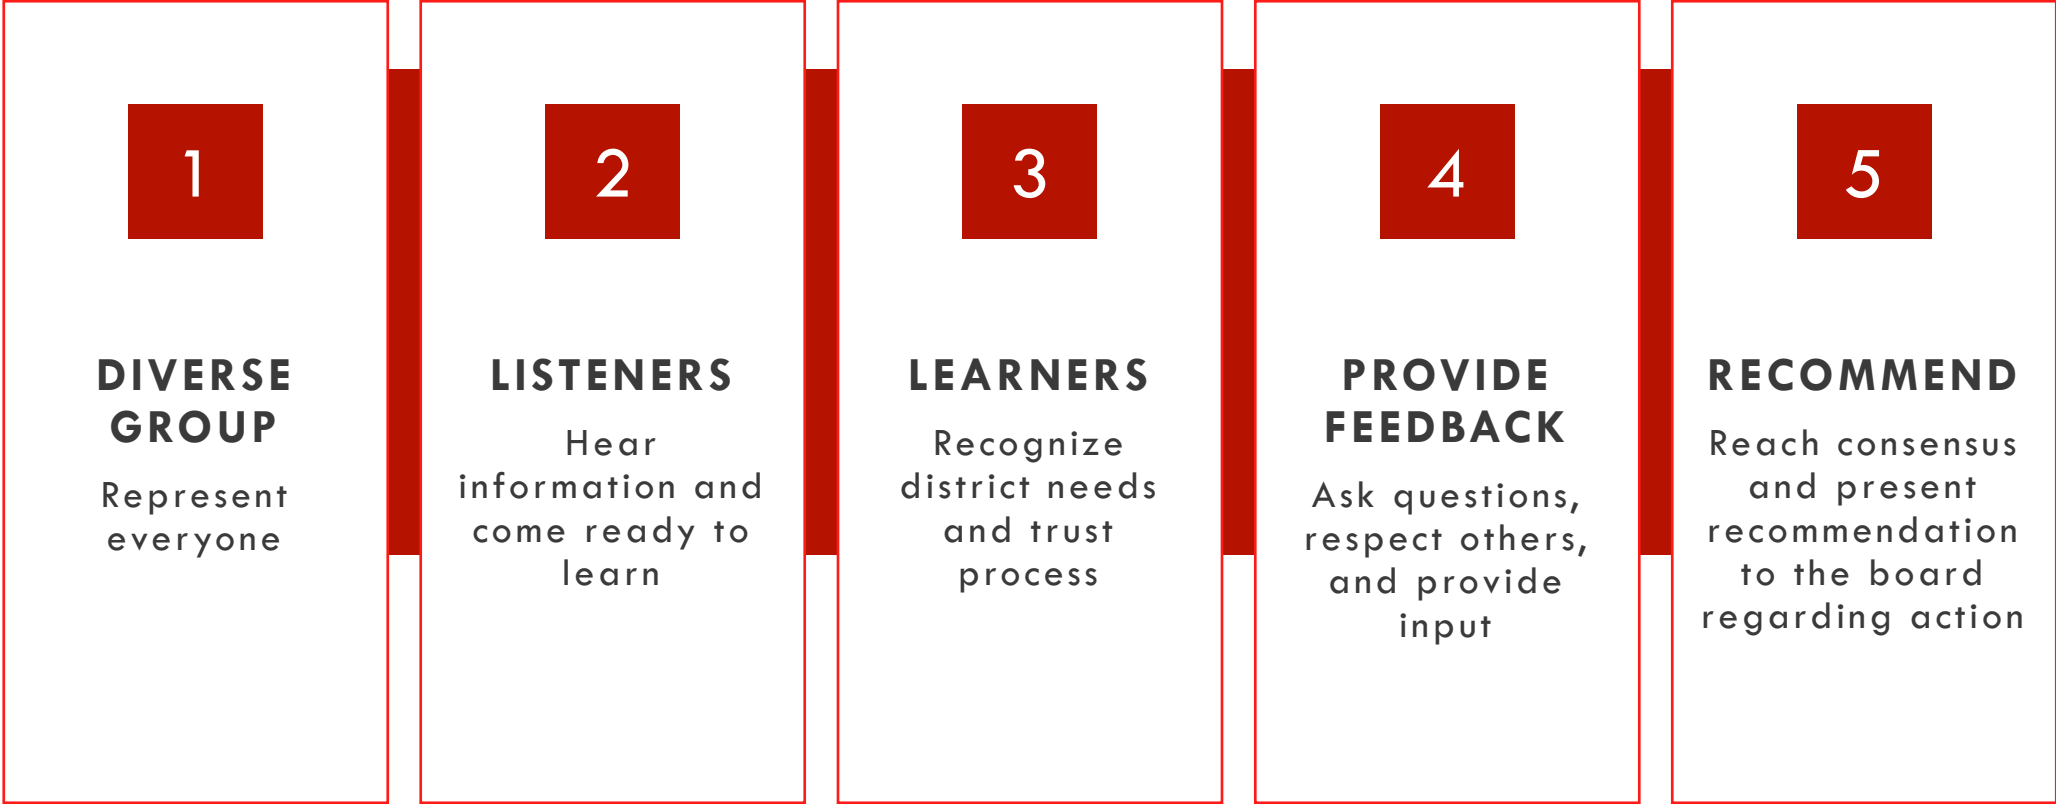 1
DIVERSE
GROUP
Represent
everyone
2
LISTENERS
Hear
information and
come ready to
learn
3
LEARNERS
Recognize
district needs
and trust
process
4
PROVIDE
FEEDBACK
Ask questions,
respect others,
and provide
input
5
RECOMMEND
Reach consensus
and present
recommendation
to the board
regarding action